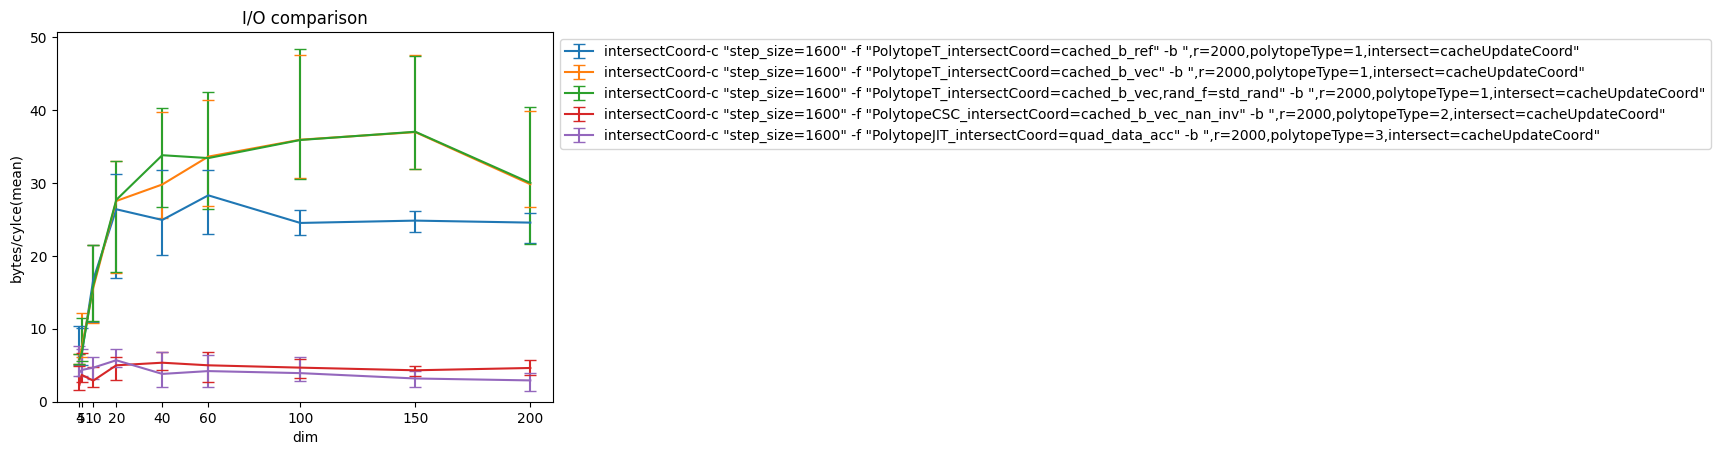 I/O comparison
50
40
30
20
10
0
bytes/cylce(mean)
4 5 10 20 40 60 100 150 200
dim
intersectCoord-c "step_size=1600" -f "PolytopeT_intersectCoord=cached_b_ref" -b ",r=2000,polytopeType=1,intersect=cacheUpdateCoord"
intersectCoord-c "step_size=1600" -f "PolytopeT_intersectCoord=cached_b_vec" -b ",r=2000,polytopeType=1,intersect=cacheUpdateCoord"
intersectCoord-c "step_size=1600" -f "PolytopeT_intersectCoord=cached_b_vec,rand_f=std_rand" -b ",r=2000,polytopeType=1,intersect=cacheUpdateCoord"
intersectCoord-c "step_size=1600" -f "PolytopeCSC_intersectCoord=cached_b_vec_nan_inv" -b ",r=2000,polytopeType=2,intersect=cacheUpdateCoord"
intersectCoord-c "step_size=1600" -f "PolytopeJIT_intersectCoord=quad_data_acc" -b ",r=2000,polytopeType=3,intersect=cacheUpdateCoord"